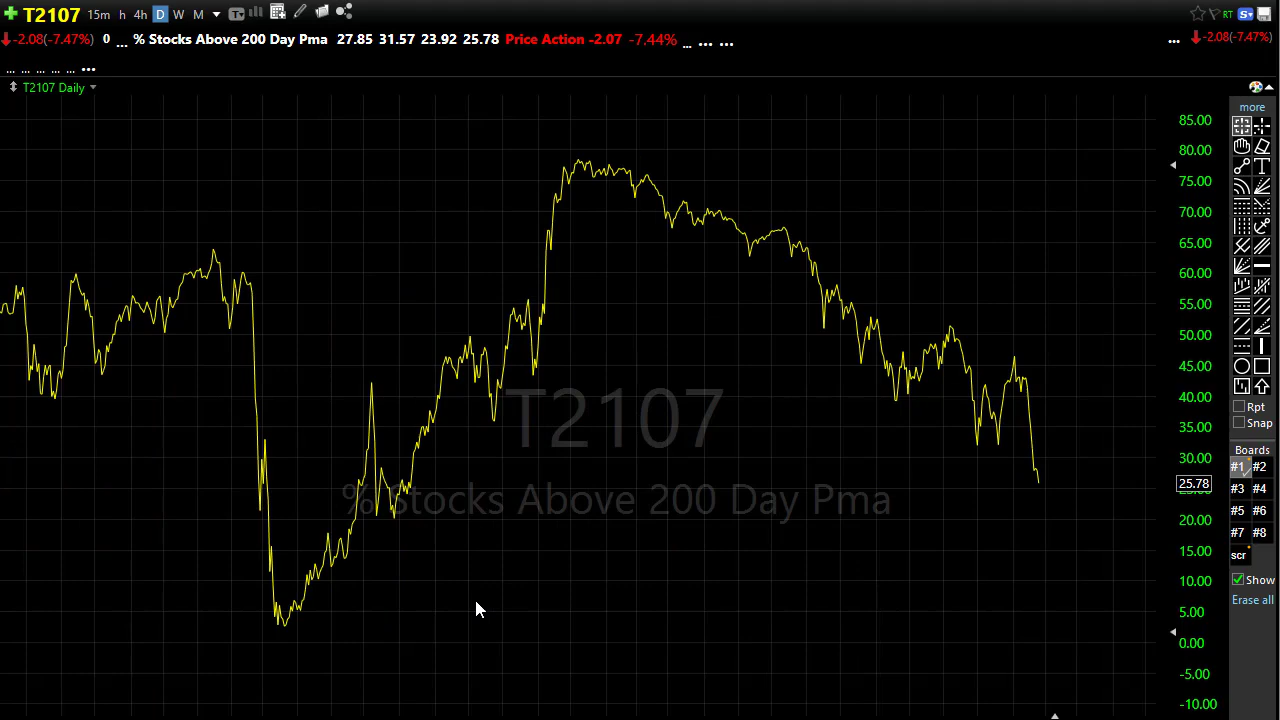 T2107 15m h 4h D W M T RT S
-2.08(-7.47%) 0 ... % Stocks Above 200 Day Pma 27.85 31.57 23.92 25.78 Price Action -2.07 -7.44% ... ... ... ... -2.08(-7.47%)
... ... ... ... ... ...
T2107 Daily
more
85.00
80.00
75.00
70.00
65.00
60.00
55.00
50.00
45.00
40.00
35.00
30.00
25.78
20.00
15.00
10.00
5.00
0.00
-5.00
-10.00
T2107
% Stocks Above 200 Day Pma
T
Rpt
Snap
Boards
#1 #2
#3 #4
#5 #6
#7 #8
scr
Show
Erase all